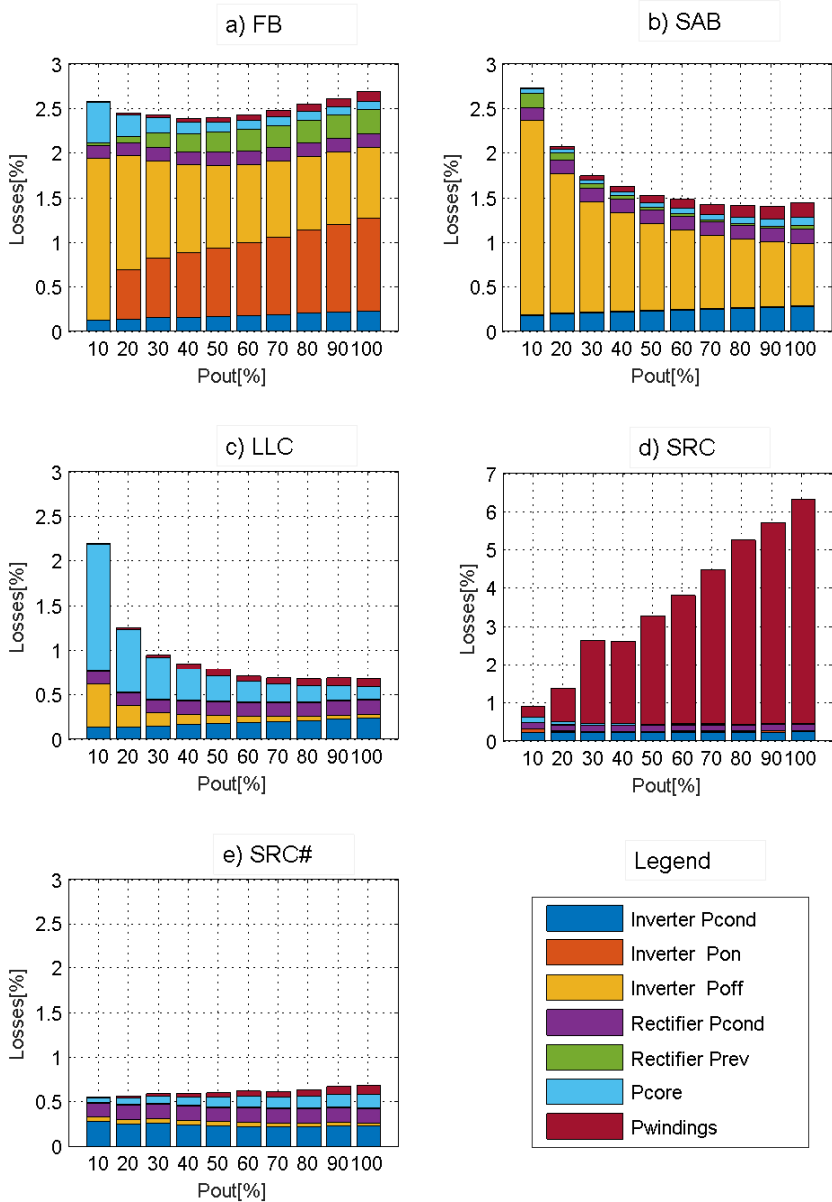 a) FB
3
2.5
2
1.5
1
0.5
0
Losses[%]
10 20 30 40 50 60 70 80 90 100
Pout[%]
b) SAB
3
2.5
2
1.5
1
0.5
0
Losses[%]
10 20 30 40 50 60 70 80 90 100
Pout[%]
c) LLC
3
2.5
2
1.5
1
0.5
0
Losses[%]
10 20 30 40 50 60 70 80 90 100
Pout[%]
d) SRC
7
6
5
4
3
2
1
0
Losses[%]
10 20 30 40 50 60 70 80 90 100
Pout[%]
e) SRC#
3
2.5
2
1.5
1
0.5
0
Losses[%]
10 20 30 40 50 60 70 80 90 100
Pout[%]
Legend
Inverter Pcond
Inverter Pon
Inverter Poff
Rectifier Pcond
Rectifier Prev
Pcore
Pwindings